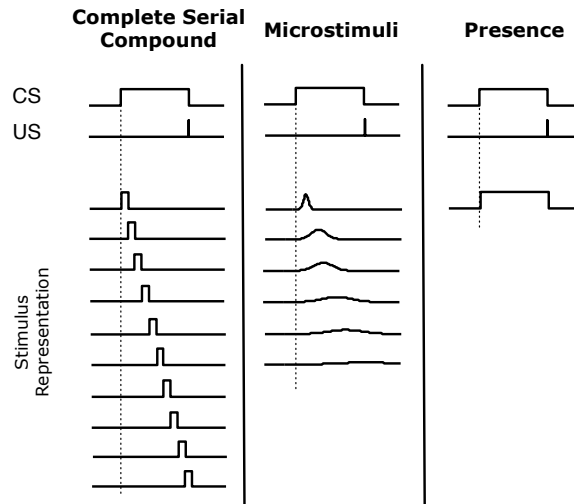 Complete Serial
Compound
Microstimuli
Presence
CS
US
Stimulus
Representation